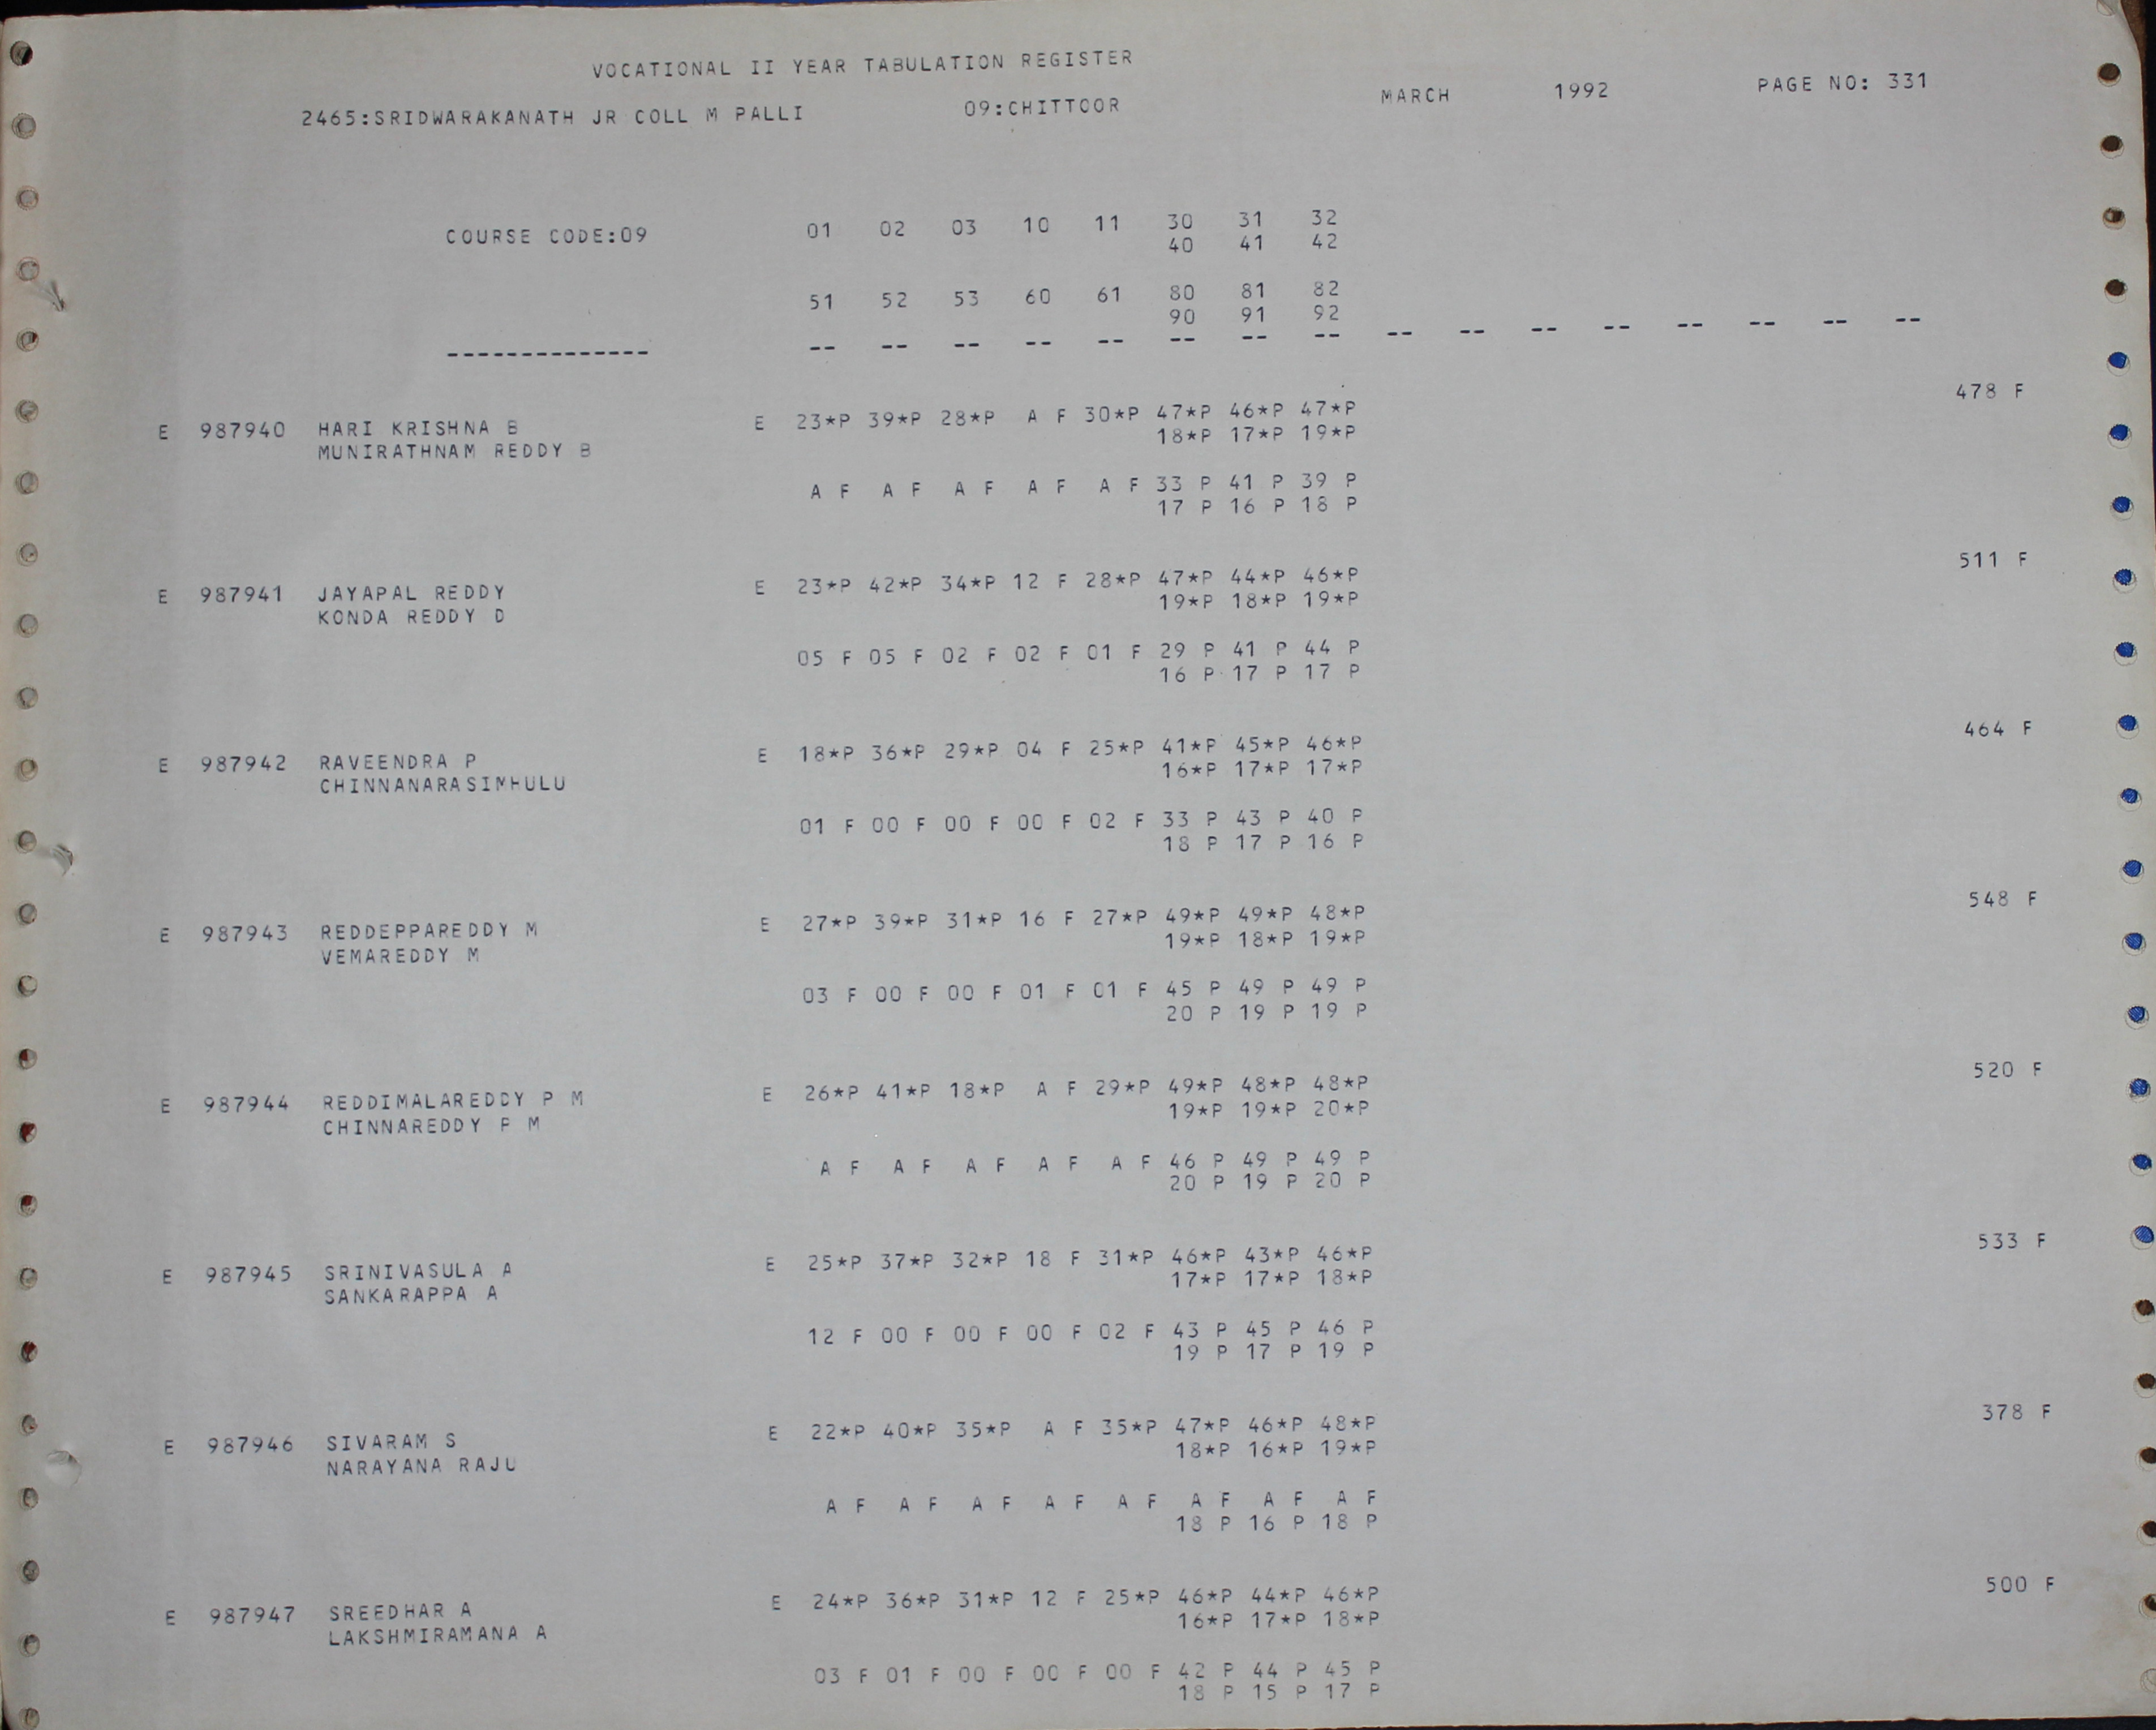 VOCATIONAL II YEAR TABULATION REGISTER
2465:SRIDWARAKANATH JR COLL M PALLI 09:CHITTOOR MARCH 1992 PAGE NO: 331
COURSE CODE:09 01 02 03 10 11 30 31 32
40 41 42
51 52 53 60 61 80 81 82
90 91 92
-------------- -- -- -- -- -- -- -- -- -- -- -- -- -- -- -- --
478 F
E 987940 HARI KRISHNA B E 23*P 39*P 28*P A F 30*P 47*P 46*P 47*P
MUNIRATHNAM REDDY B 18*P 17*P 19*P
A F A F A F A F A F 33 P 41 P 39 P
17 P 16 P 18 P
511 F
E 987941 JAYAPAL REDDY E 23*P 42*P 34*P 12 F 28*P 47*P 44*P 46*P
KONDA REDDY D 19*P 18*P 19*P
05 F 05 F 02 F 02 F 01 F 29 P 41 P 44 P
16 P 17 P 17 P
464 F
E 987942 RAVEENDRA P E 18*P 36*P 29*P 04 F 25*P 41*P 45*P 46*P
CHINNANARASIMHULU 16*P 17*P 17*P
01 F 00 F 00 F 00 F 02 F 33 P 43 P 40 P
18 P 17 P 16 P
548 F
E 987943 REDDEPPAREDDY M E 27*P 39*P 31*P 16 F 27*P 49*P 49*P 48*P
VEMAREDDY M 19*P 18*P 19*P
03 F 00 F 00 F 01 F 01 F 45 P 49 P 49 P
20 P 19 P 19 P
520 F
E 987944 REDDIMALAREDDY P M E 26*P 41*P 18*P A F 29*P 49*P 48*P 48*P
CHINNAREDDY P M 19*P 19*P 20*P
A F A F A F A F A F 46 P 49 P 49 P
20 P 19 P 20 P
533 F
E 987945 SRINIVASULA A E 25*P 37*P 32*P 18 F 31*P 46*P 43*P 46*P
SANKARAPPA A 17*P 17*P 18*P
12 F 00 F 00 F 00 F 02 F 43 P 45 P 46 P
19 P 17 P 19 P
378 F
E 987946 SIVARAM S E 22*P 40*P 35*P A F 35*P 47*P 46*P 48*P
NARAYANA RAJU 18*P 16*P 19*P
A F A F A F A F A F A F A F A F
18 P 16 P 18 P
500 F
E 987947 SREEDHAR A E 24*P 36*P 31*P 12 F 25*P 46*P 44*P 46*P
LAKSHMIRAMANA A 16*P 17*P 18*P
03 F 01 F 00 F 00 F 00 F 42 P 44 P 45 P
18 P 15 P 17 P